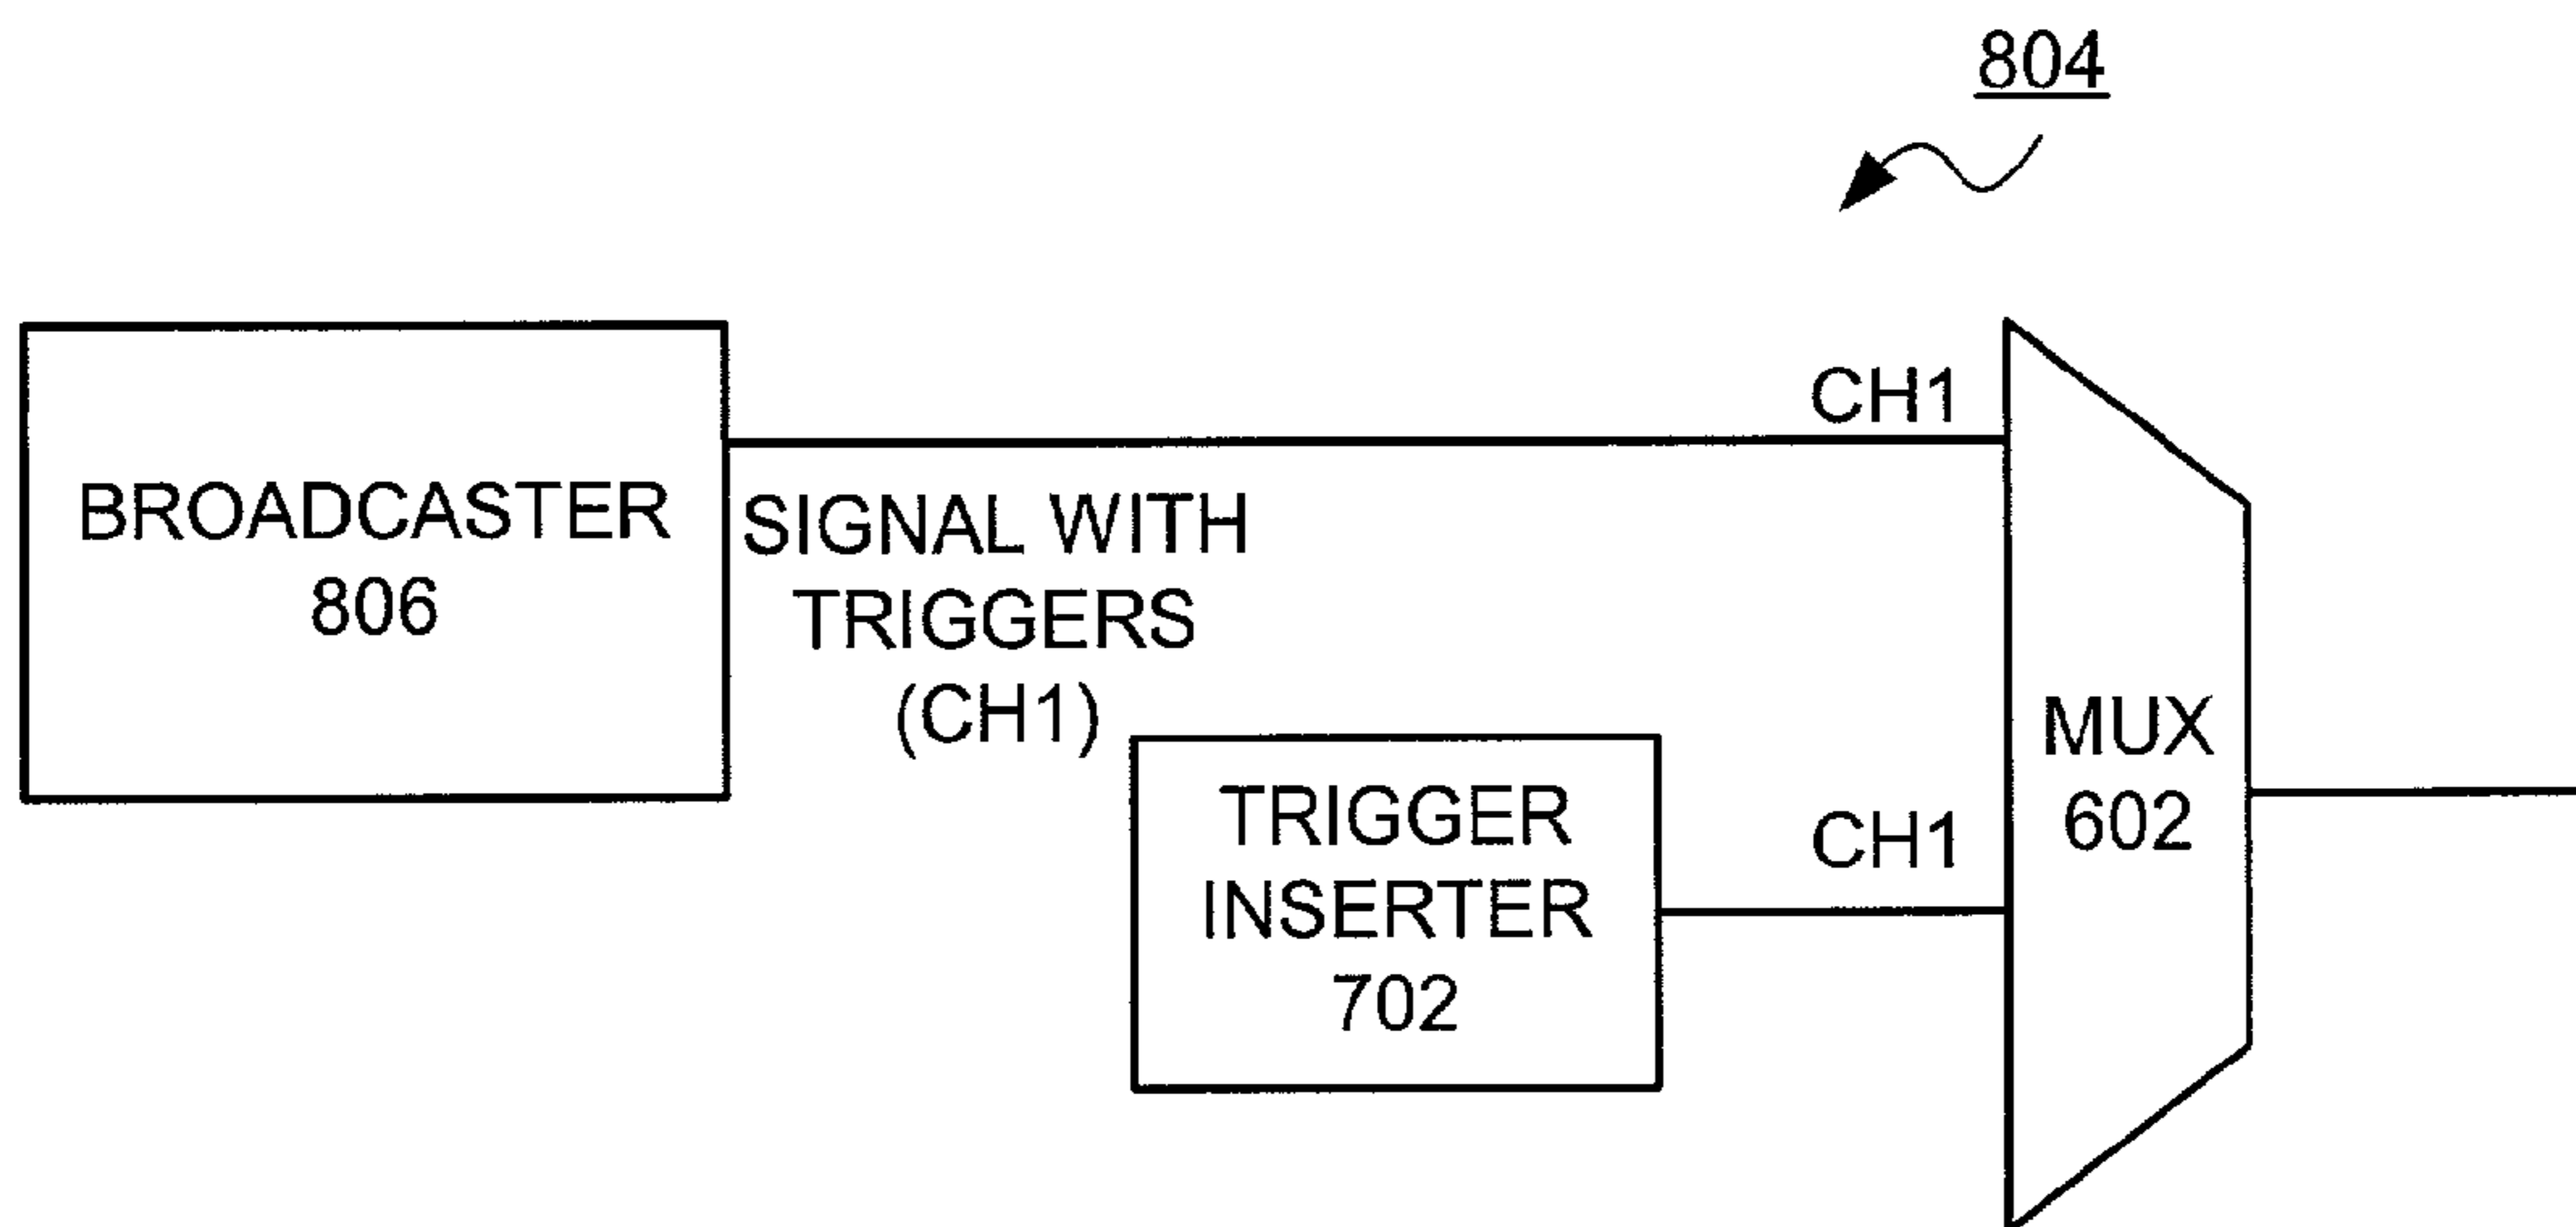 804
BROADCASTER
806
CH1
SIGNAL WITH
TRIGGERS
(CH1)
TRIGGER
INSERTER
702
CH1
MUX
602